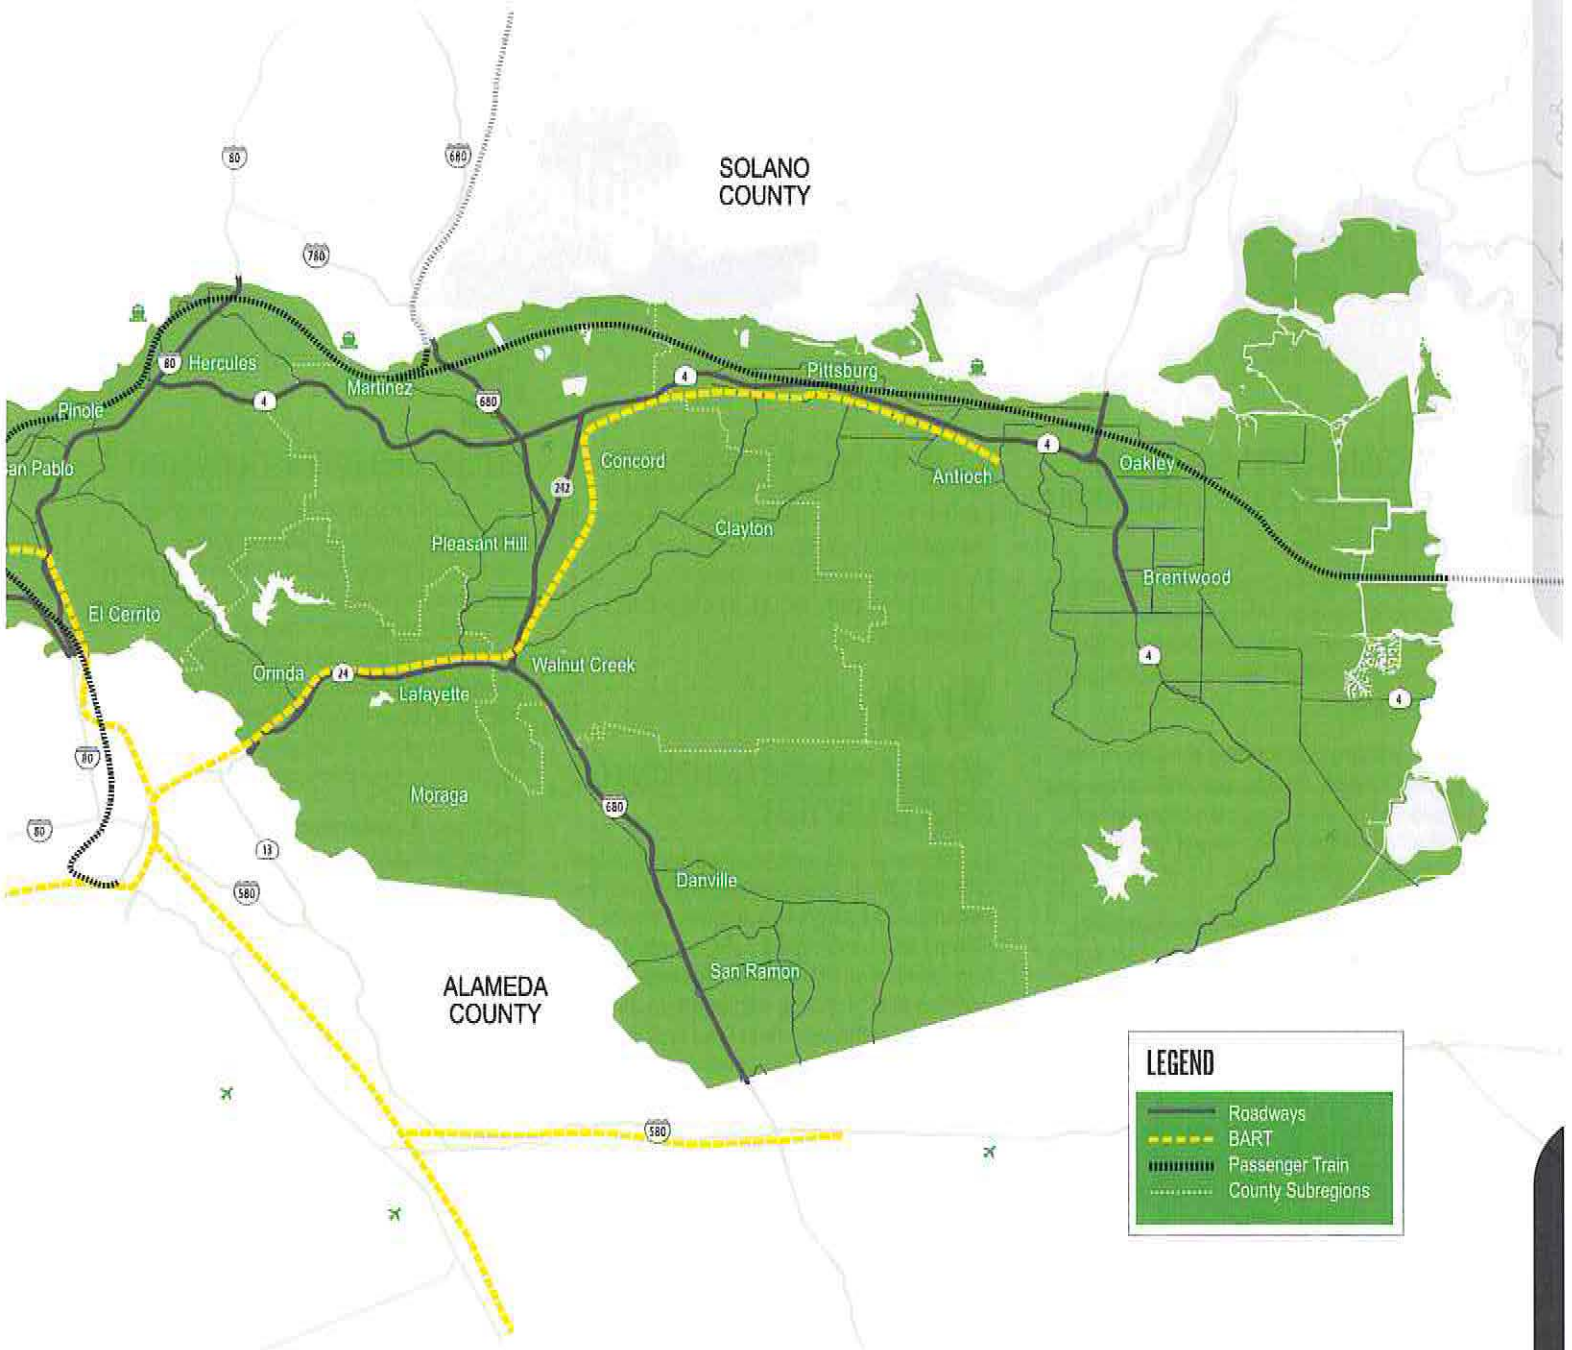 80
680
SOLANO
COUNTY
780
80
Hercules
Martinez
4
680
4
Pittsburg
Pinole
4
an Pablo
Concord
242
Antioch
Oakley
Clayton
Pleasant Hill
Brentwood
El Cerrito
4
Orinda
24
Walnut Creek
Lafayette
4
80
Moraga
680
80
13
580
Danville
San Ramon
ALAMEDA
COUNTY
580
LEGEND
Roadways
BART
Passenger Train
County Subregions